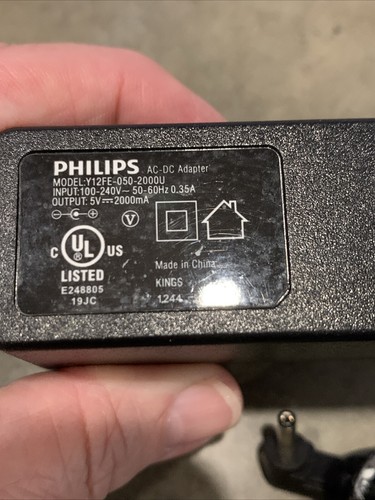 PHILIPS AC-DC Adapter
MODEL:Y12FE-050-2000U
INPUT:100-240V~ 50-60Hz 0.35A
OUTPUT: 5V⎓2000mA
V
C UL US
®
LISTED
E248805
19JC
Made in China
KINGS
1244